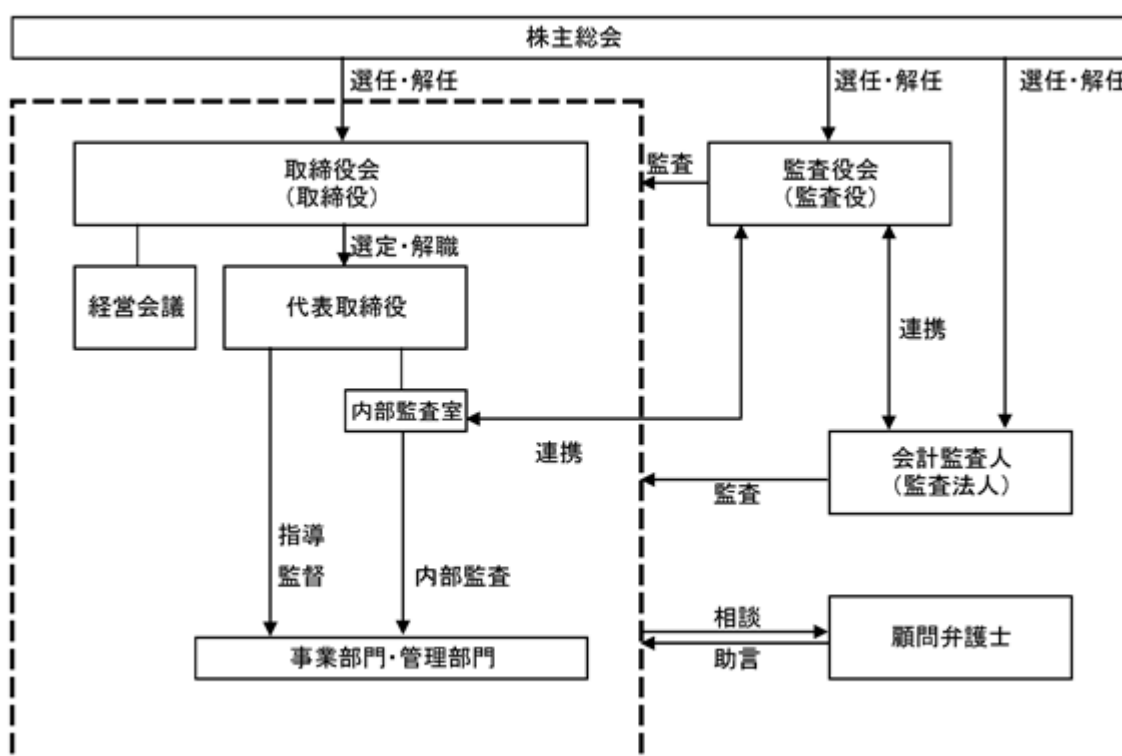 株主総会
選任・解任
選任・解任
選任・解任
取締役会
（取締役）
監査
監査役会
（監査役）
選定・解職
経営会議
代表取締役
連携
内部監査室
連携
会計監査人
（監査法人）
監査
指導
監督
内部監査
相談
助言
顧問弁護士
事業部門・管理部門